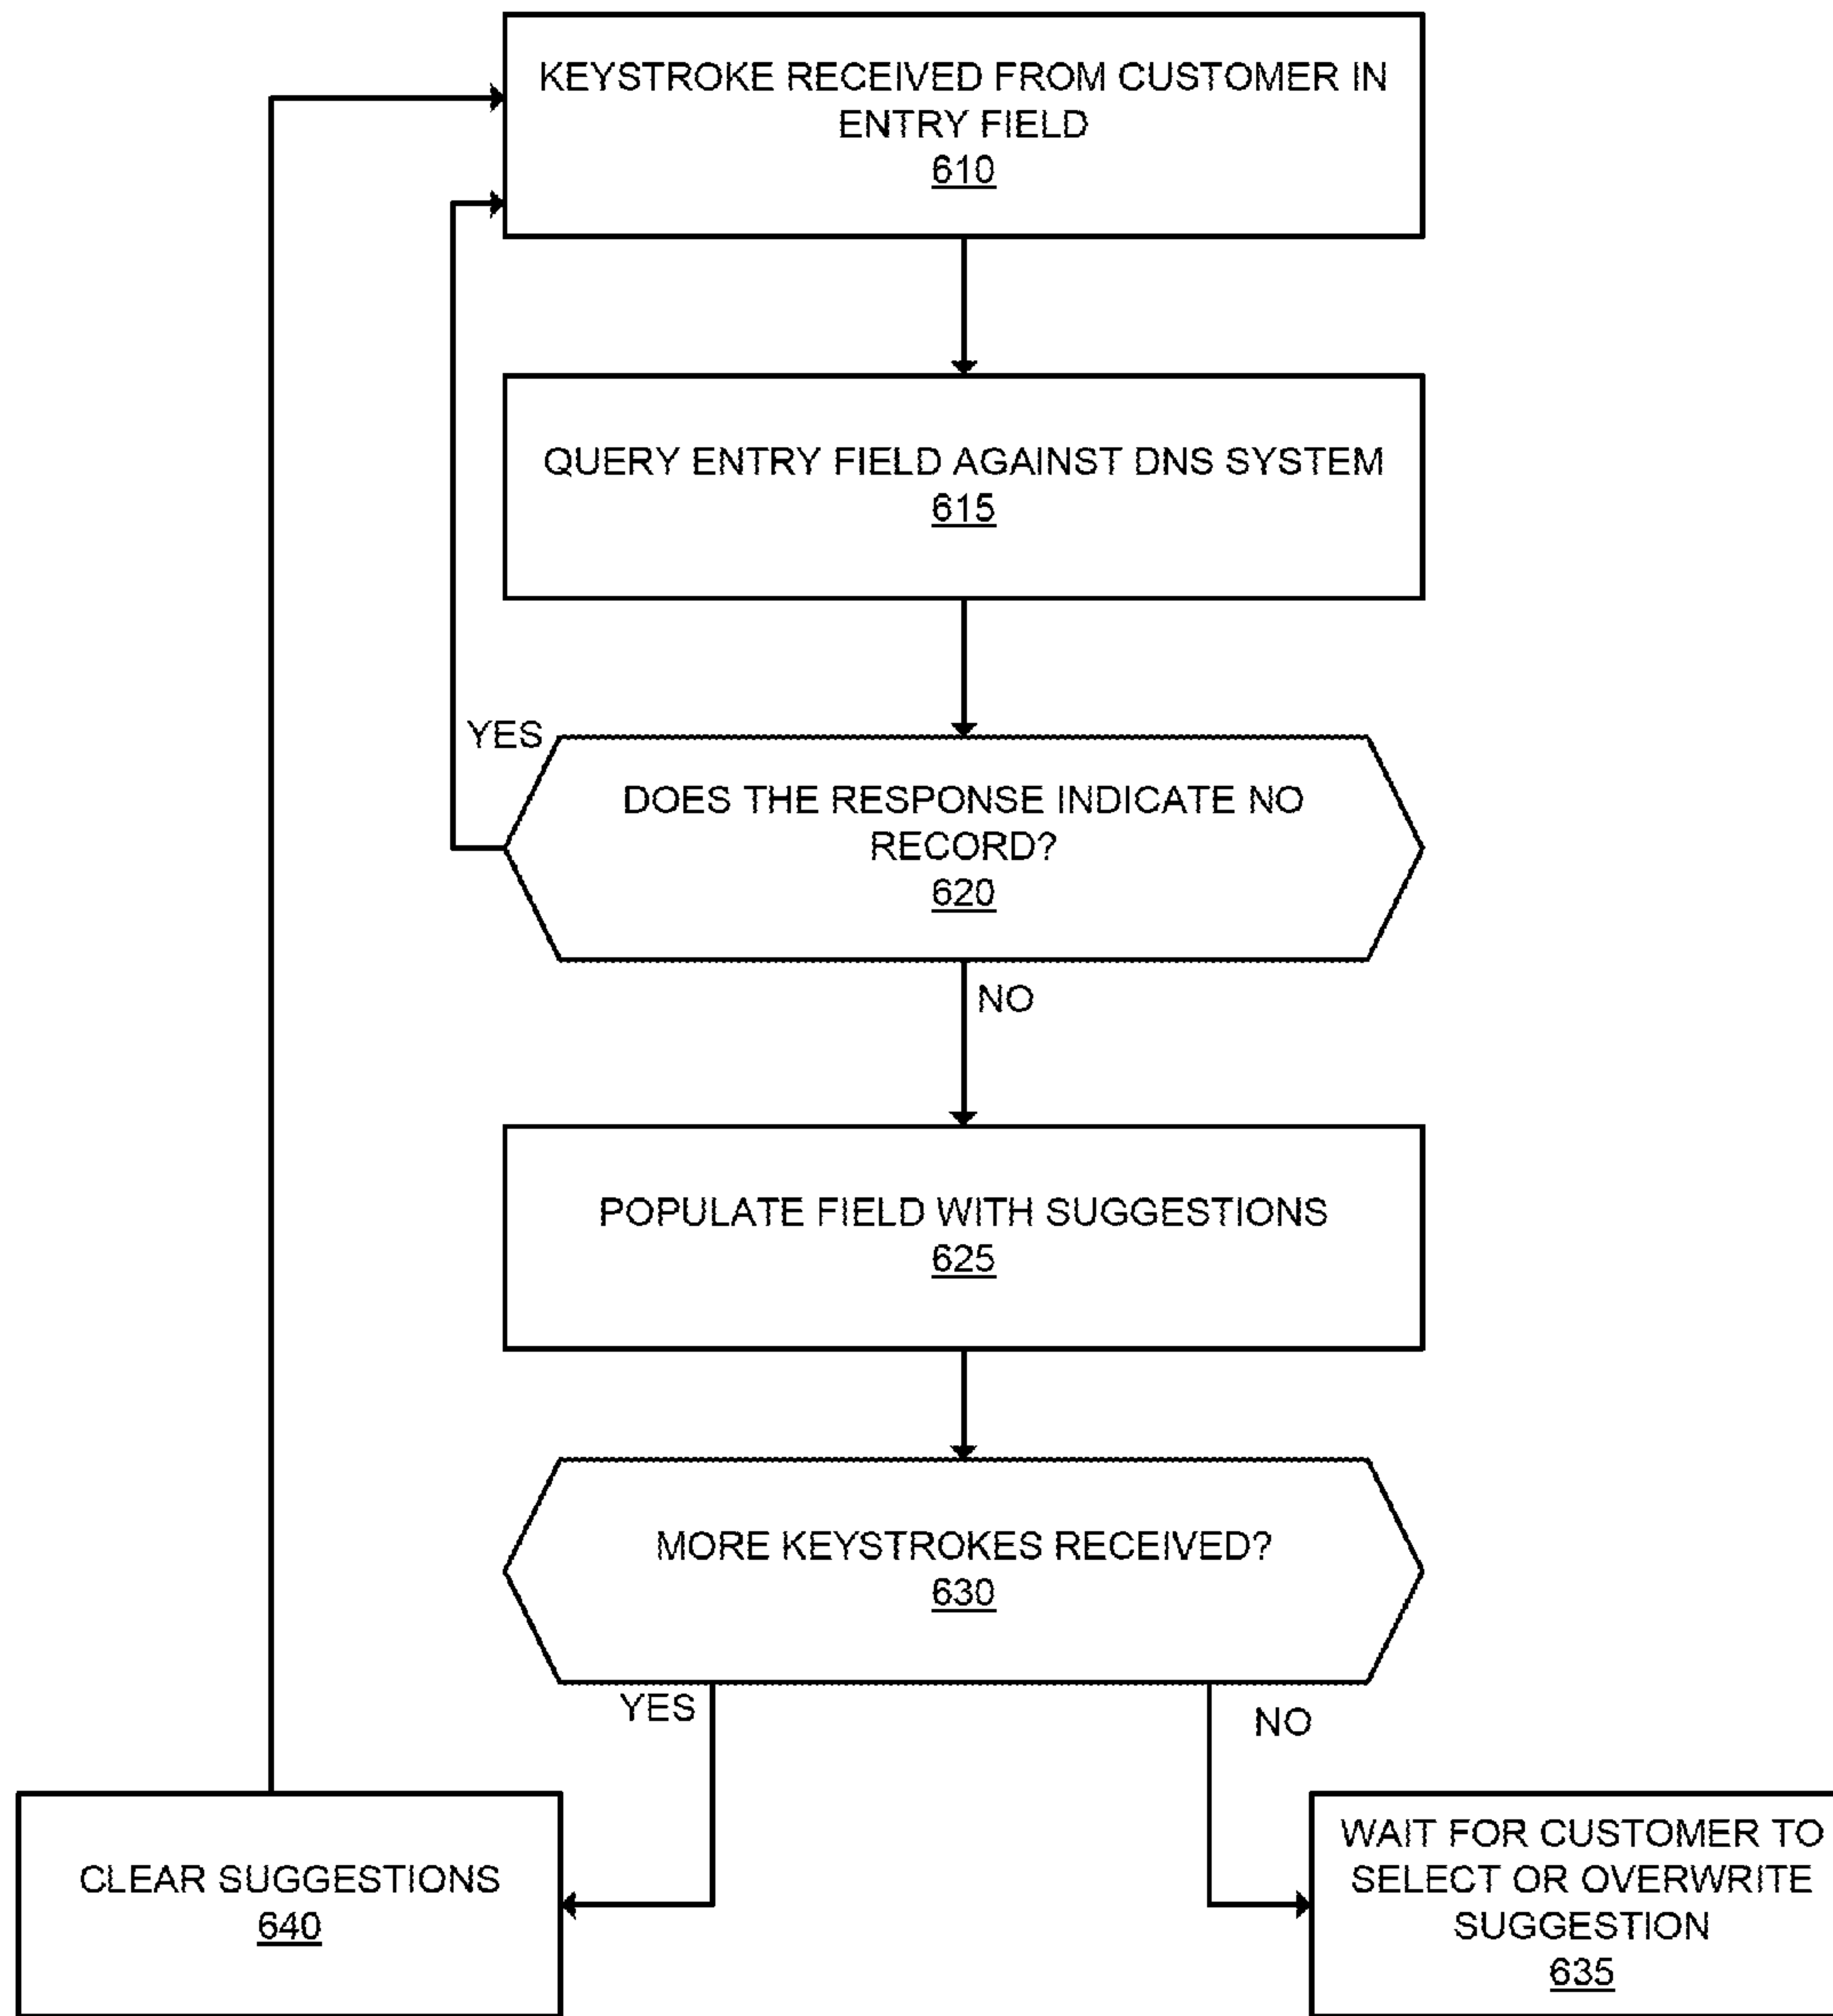 KEYSTROKE RECEIVED FROM CUSTOMER IN
ENTRY FIELD
610
QUERY ENTRY FIELD AGAINST DNS SYSTEM
615
YES
DOES THE RESPONSE INDICATE NO
RECORD?
620
NO
POPULATE FIELD WITH SUGGESTIONS
625
MORE KEYSTROKES RECEIVED?
630
YES
NO
CLEAR SUGGESTIONS
640
WAIT FOR CUSTOMER TO
SELECT OR OVERWRITE
SUGGESTION
635